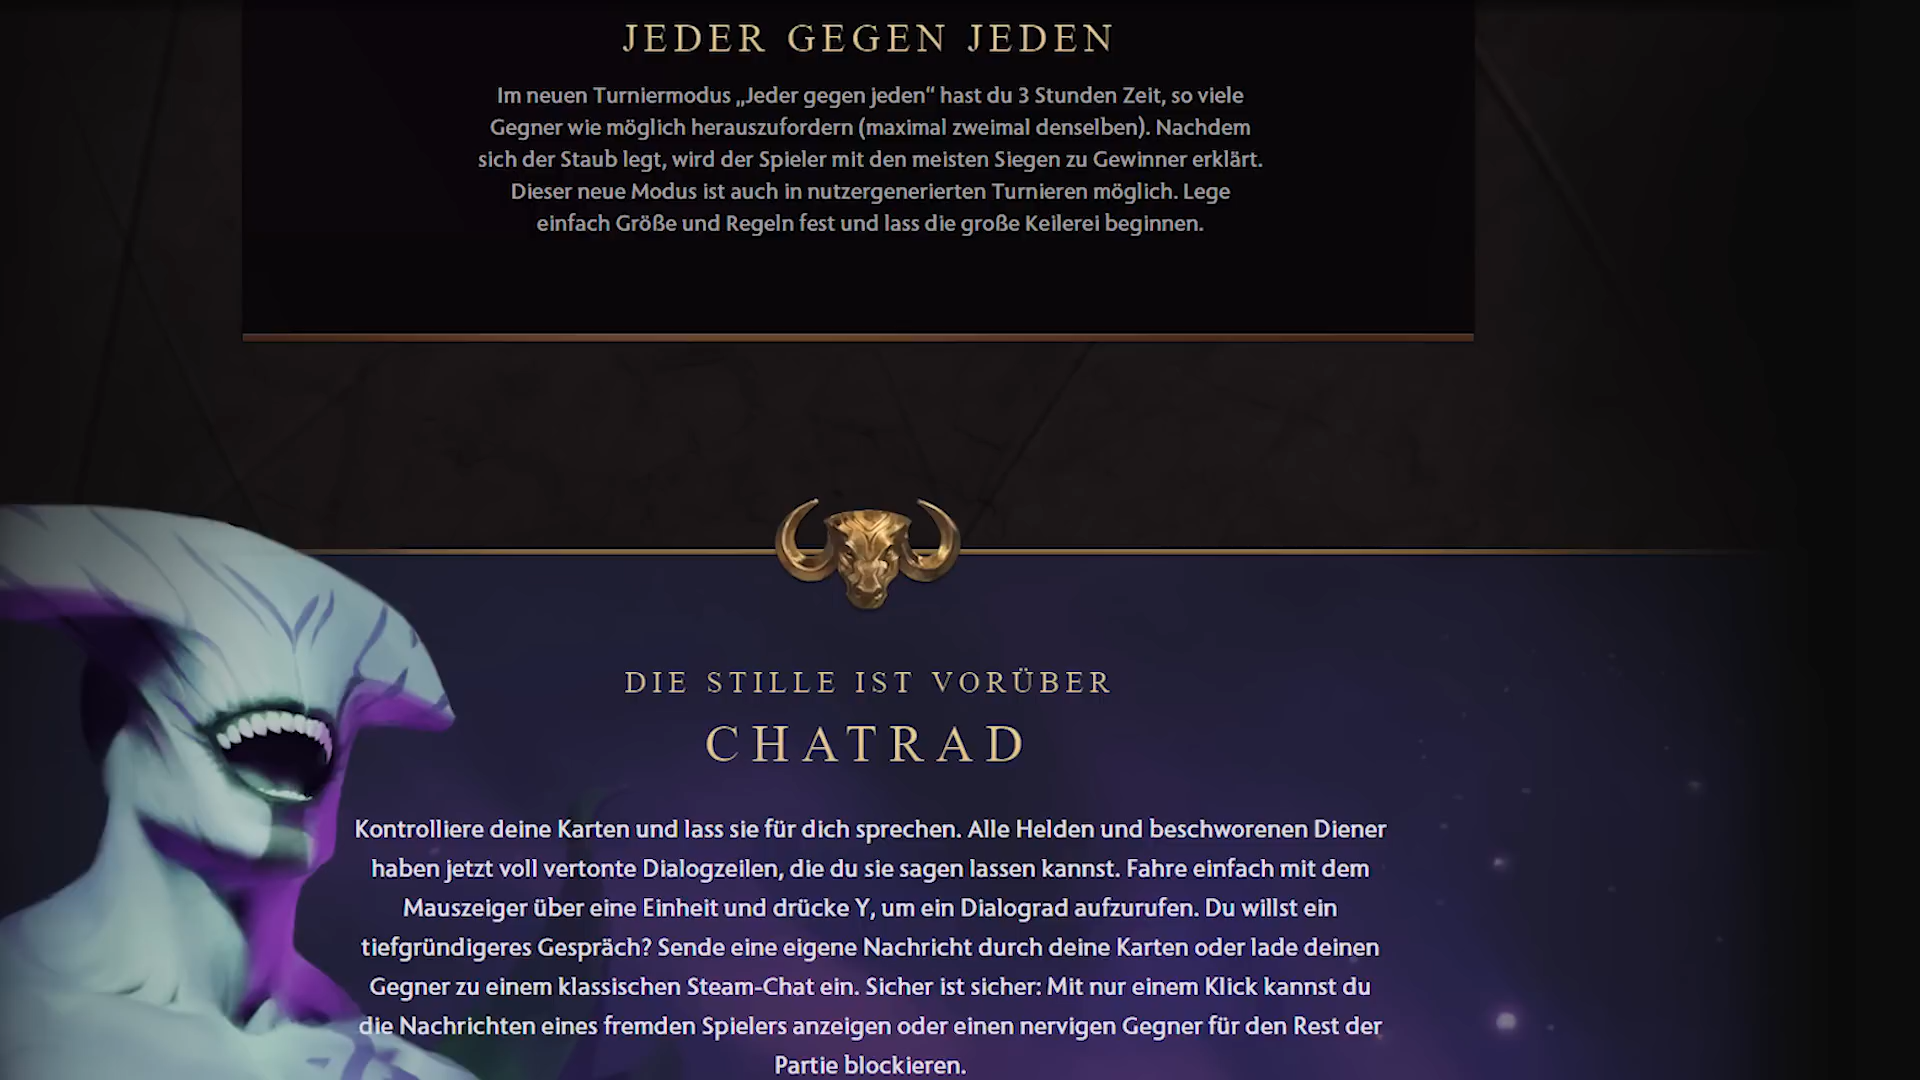 JEDER GEGEN JEDEN
Im neuen Turniermodus „Jeder gegen jeden“ hast du 3 Stunden Zeit, so viele
Gegner wie möglich herauszufordern (maximal zweimal denselben). Nachdem
sich der Staub legt, wird der Spieler mit den meisten Siegen zu Gewinner erklärt.
Dieser neue Modus ist auch in nutzergenerierten Turnieren möglich. Lege
einfach Größe und Regeln fest und lass die große Keilerei beginnen.
DIE STILLE IST VORÜBER
CHATRAD
Kontrolliere deine Karten und lass sie für dich sprechen. Alle Helden und beschworenen Diener
haben jetzt voll vertonte Dialogzeilen, die du sie sagen lassen kannst. Fahre einfach mit dem
Mauszeiger über eine Einheit und drücke Y, um ein Dialograd aufzurufen. Du willst ein
tiefgründigeres Gespräch? Sende eine eigene Nachricht durch deine Karten oder lade deinen
Gegner zu einem klassischen Steam-Chat ein. Sicher ist sicher: Mit nur einem Klick kannst du
die Nachrichten eines fremden Spielers anzeigen oder einen nervigen Gegner für den Rest der
Partie blockieren.